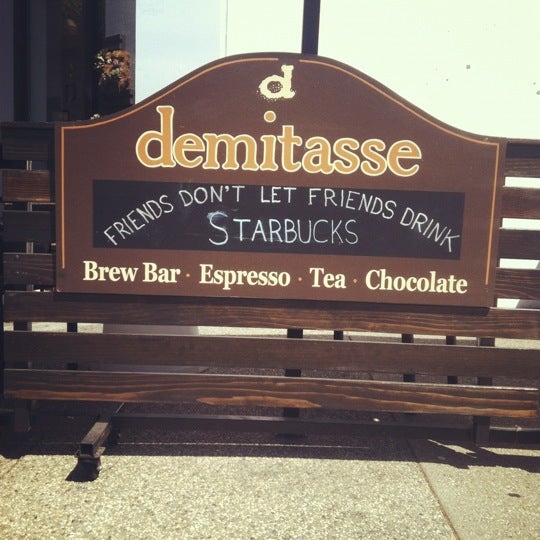 d
demitasse
FRIENDS DON'T LET FRIENDS DRINK
STARBUCKS
Brew Bar · Espresso · Tea · Chocolate